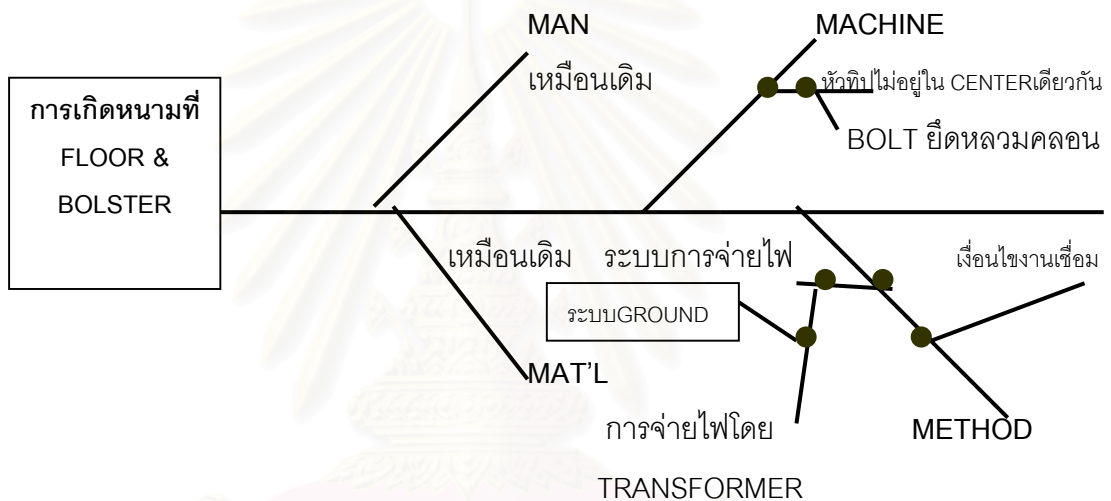 MAN
MACHINE
เหมือนเดิม
หัวทิปไม่อยู่ใน CENTERเดียวกัน
การเกิดหนามที่
FLOOR &
BOLSTER
BOLT ยึดหลวมคลอน
เหมือนเดิม
ระบบการจ่ายไฟ
เงื่อนไขงานเชื่อม
ระบบGROUND
MAT'L
การจ่ายไฟโดย
TRANSFORMER
METHOD